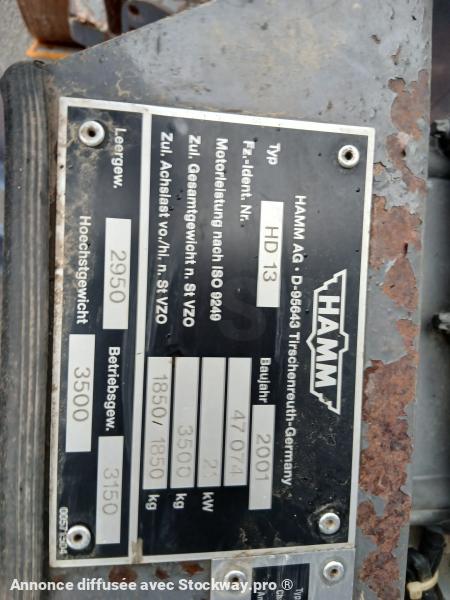 HAMM
HAMM AG · D-95643 Tirschenreuth-Germany
Typ HD 13 Baujahr 2001
Fz.-Ident. Nr. 47 074
Motorleistung nach ISO 9249 kW
Zul. Gesamtgewicht n. St VZO 3500 kg
Zul. Achslast vo./hi. n. St VZO 1850/1850 kg
Leergew. 2950 Betriebsgew. 3150
Hoechstgewicht 3500
Typ
Annonce diffusée avec Stockway.pro ®